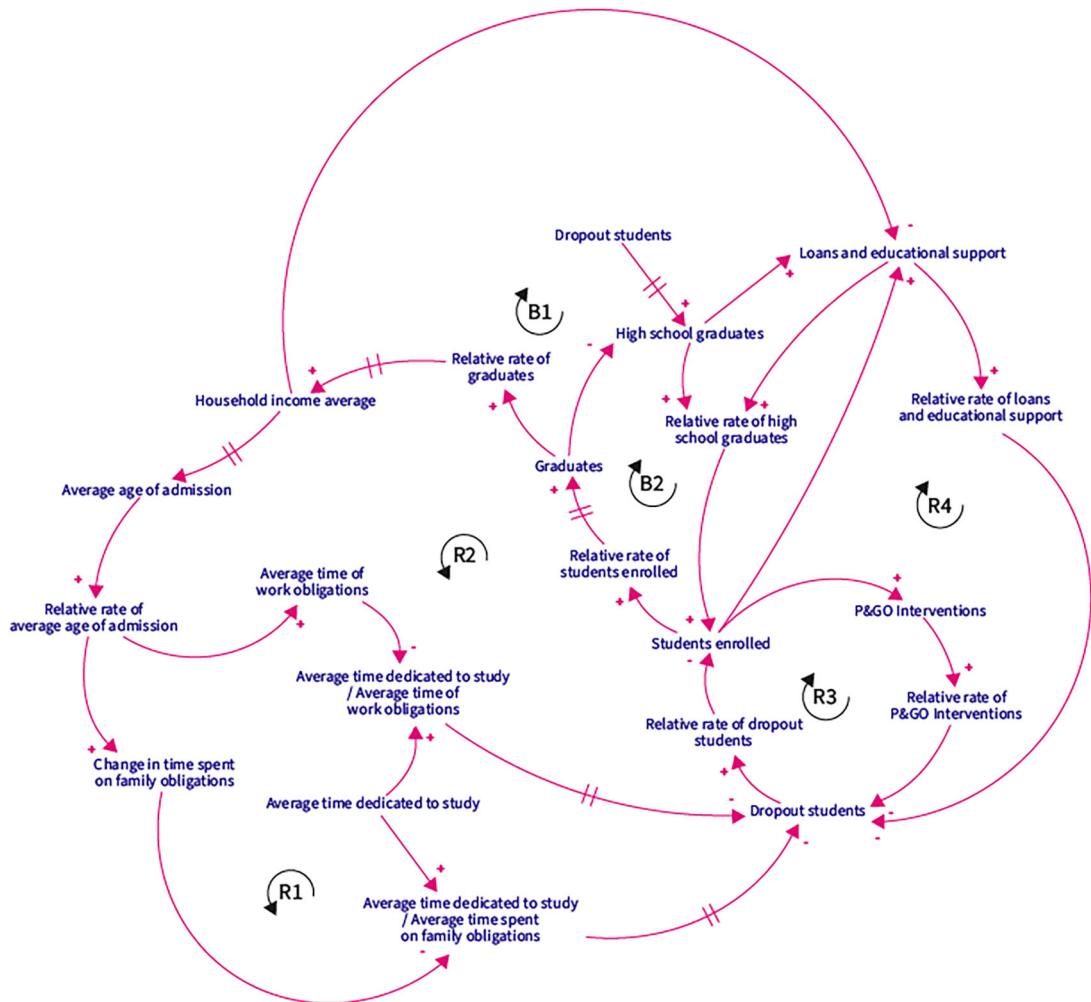 -
Dropout students
Loans and educational support
+
+
B1
+
High school graduates
-
Relative rate of
graduates
+
+
Household income average
+
+
+
Relative rate of high
school graduates
Relative rate of loans
and educational support
+
Graduates
+
B2
Average age of admission
R4
R2
Relative rate of
students enrolled
+
Average time of
work obligations
+
+
+
P&GO Interventions
Relative rate of
average age of admission
+
+
Students enrolled
-
-
Average time dedicated to study
/ Average time of
work obligations
+
R3
Relative rate of
P&GO Interventions
Relative rate of dropout
students
+
+
Change in time spent
on family obligations
+
Average time dedicated to study
-
Dropout students
-
-
-
+
R1
Average time dedicated to study
/ Average time spent
on family obligations
-